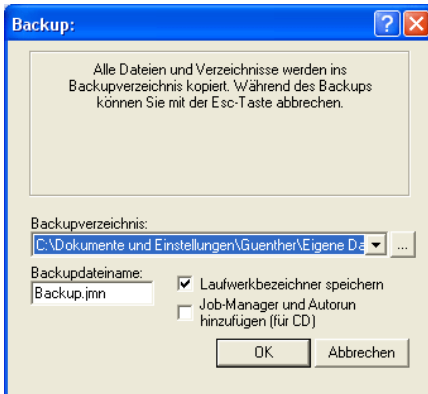 Backup:
Alle Dateien und Verzeichnisse werden ins
Backupverzeichnis kopiert. Während des Backups
können Sie mit der Esc-Taste abbrechen.
Backupverzeichnis:
C:\Dokumente und Einstellungen\Guenther\Eigene Da
...
Backupdateiname:
Backup.jmn
Laufwerkbezeichner speichern
Job-Manager und Autorun
hinzufügen (für CD)
OK
Abbrechen